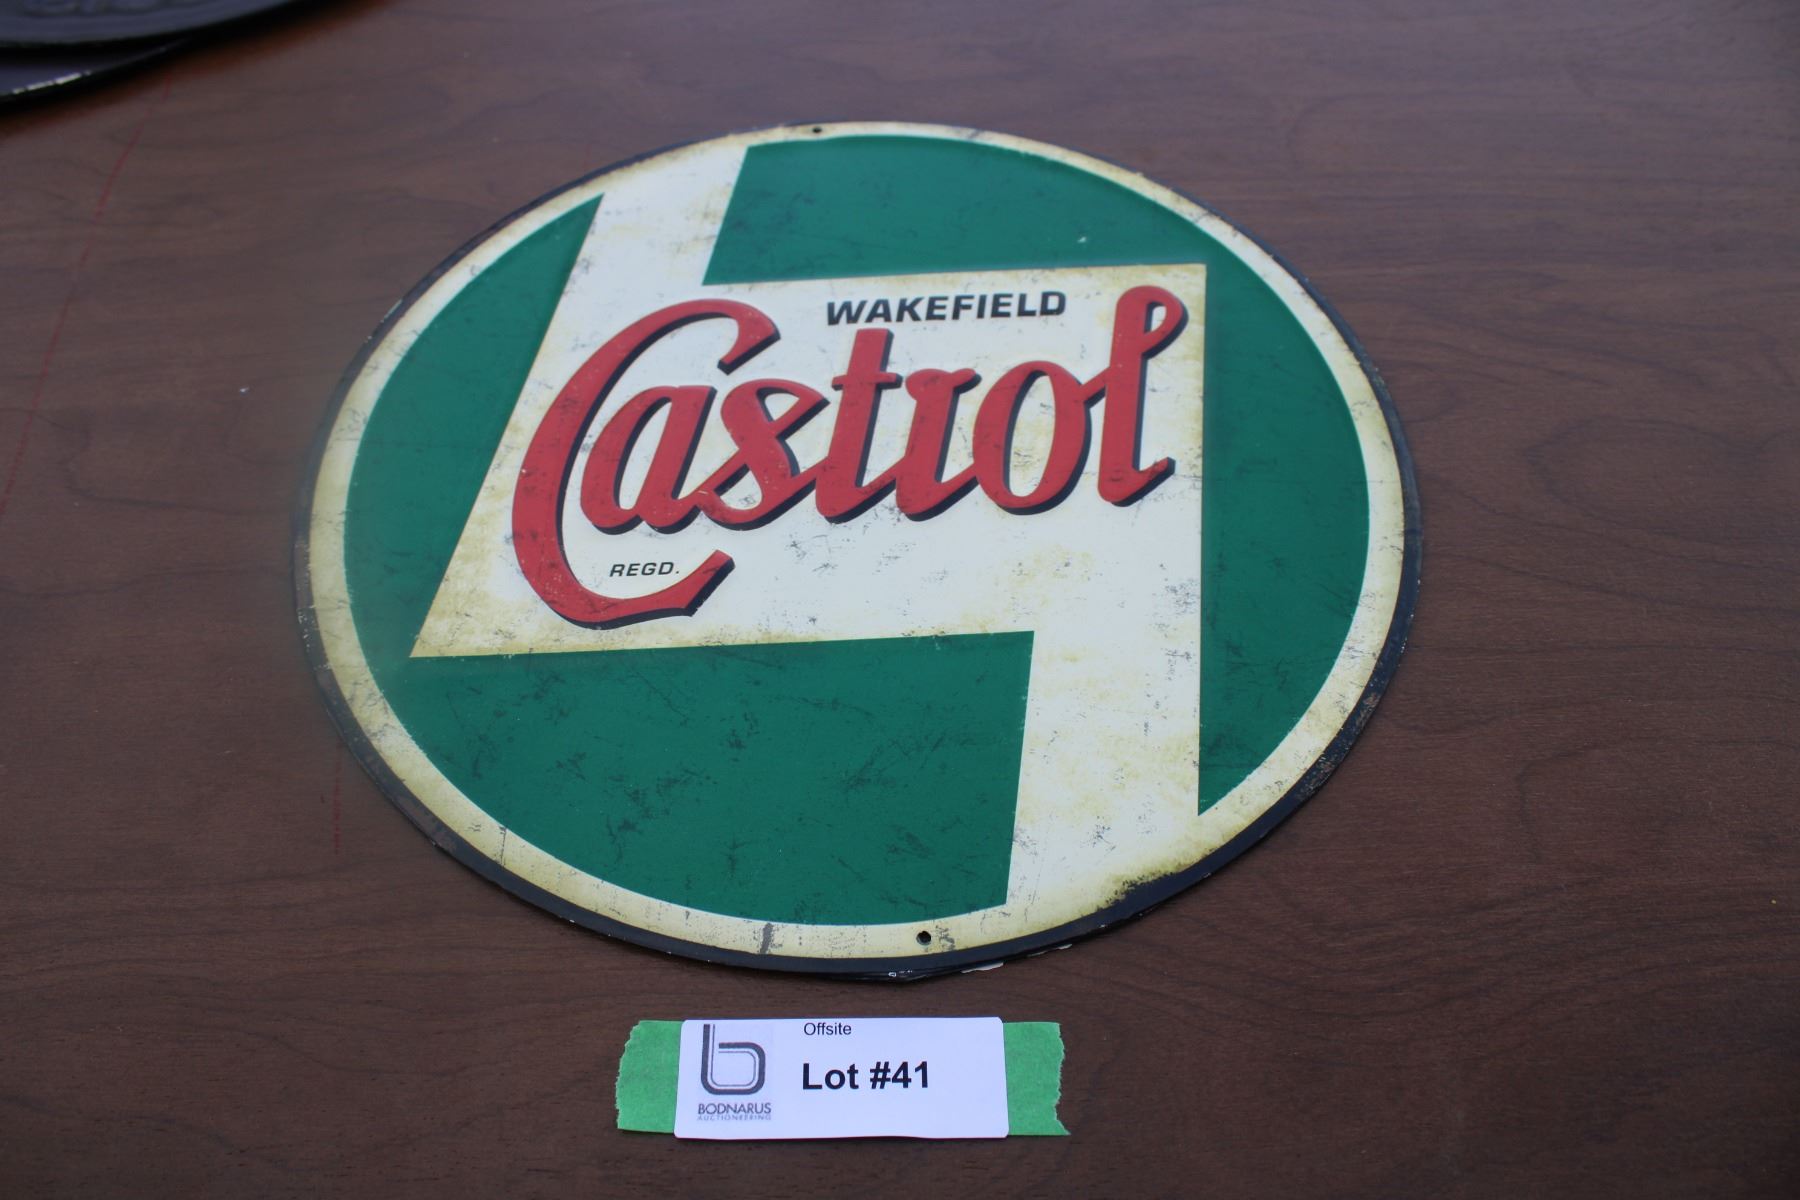 WAKEFIELD
Castrol
REGD.
Offsite
Lot #41
BODNARUS
AUCTIONEERING